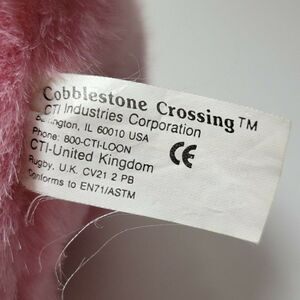 Cobblestone Crossing™
CTI Industries Corporation
Barrington, IL 60010 USA
Phone: 800-CTI-LOON
CTI-United Kingdom
Rugby, U.K. CV21 2 PB
Conforms to EN71/ASTM
CE